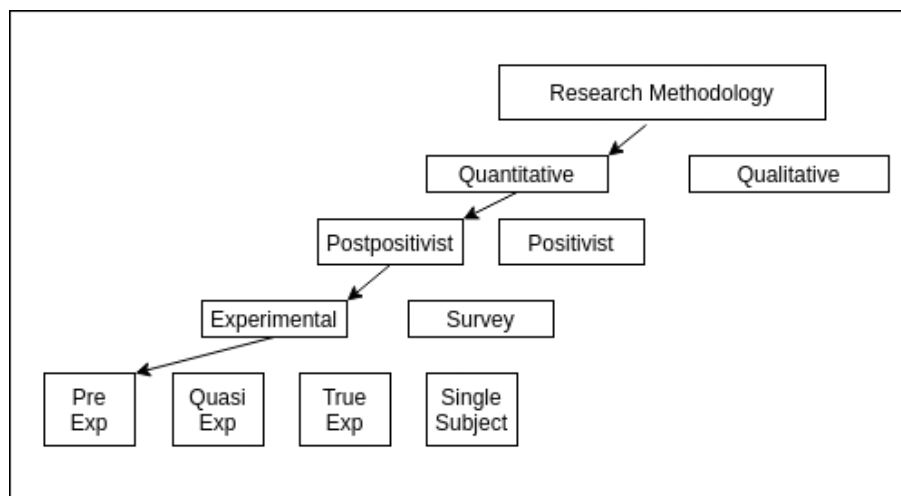 Research Methodology
Quantitative
Qualitative
Postpositivist
Positivist
Experimental
Survey
Pre
Exp
Quasi
Exp
True
Exp
Single
Subject